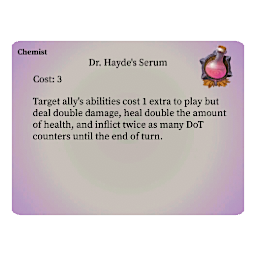 Chemist
Dr. Hayde's Serum
Cost: 3
Target ally's abilities cost 1 extra to play but
deal double damage, heal double the amount
of health, and inflict twice as many DoT
counters until the end of turn.